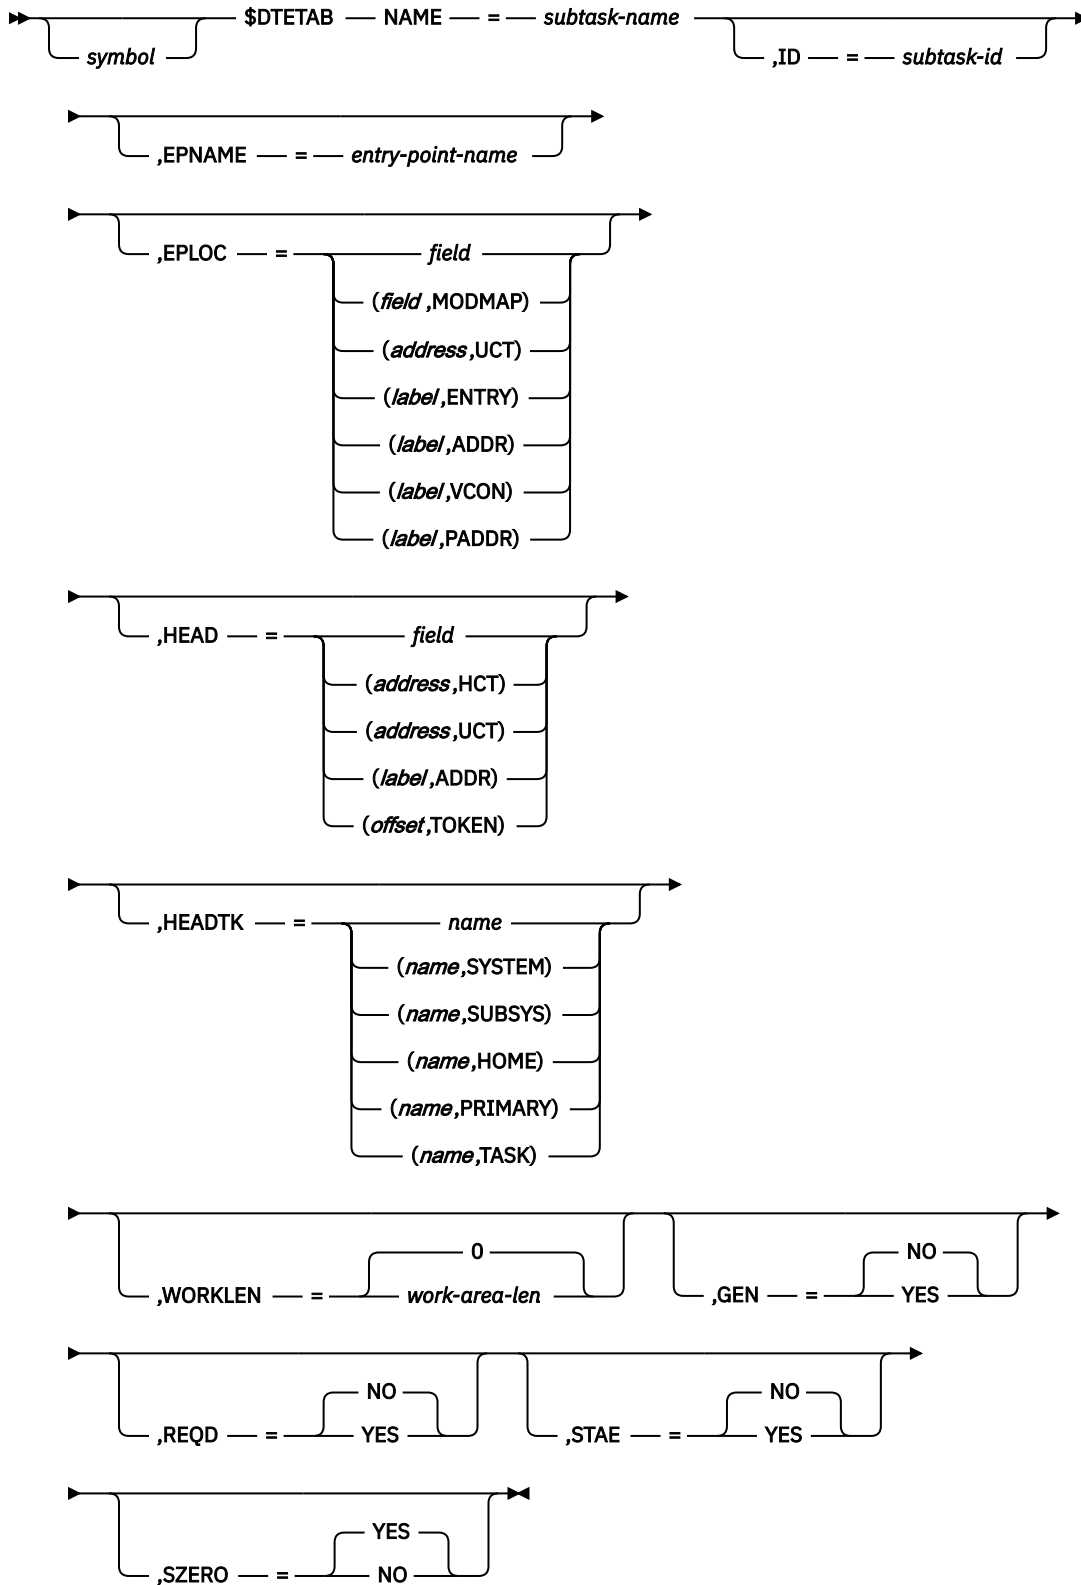 $DTETAB NAME = subtask-name
symbol ,ID = subtask-id
,EPNAME = entry-point-name
,EPLOC = field
(field ,MODMAP)
(address,UCT)
(label,ENTRY)
(label,ADDR)
(label,VCON)
(label,PADDR)
,HEAD = field
(address,HCT)
(address,UCT)
(label,ADDR)
(offset,TOKEN)
,HEADTK = name
(name,SYSTEM)
(name,SUBSYS)
(name,HOME)
(name,PRIMARY)
(name,TASK)
0 NO
,WORKLEN = work-area-len ,GEN = YES
NO NO
,REQD = YES ,STAE = YES
YES
,SZERO = NO